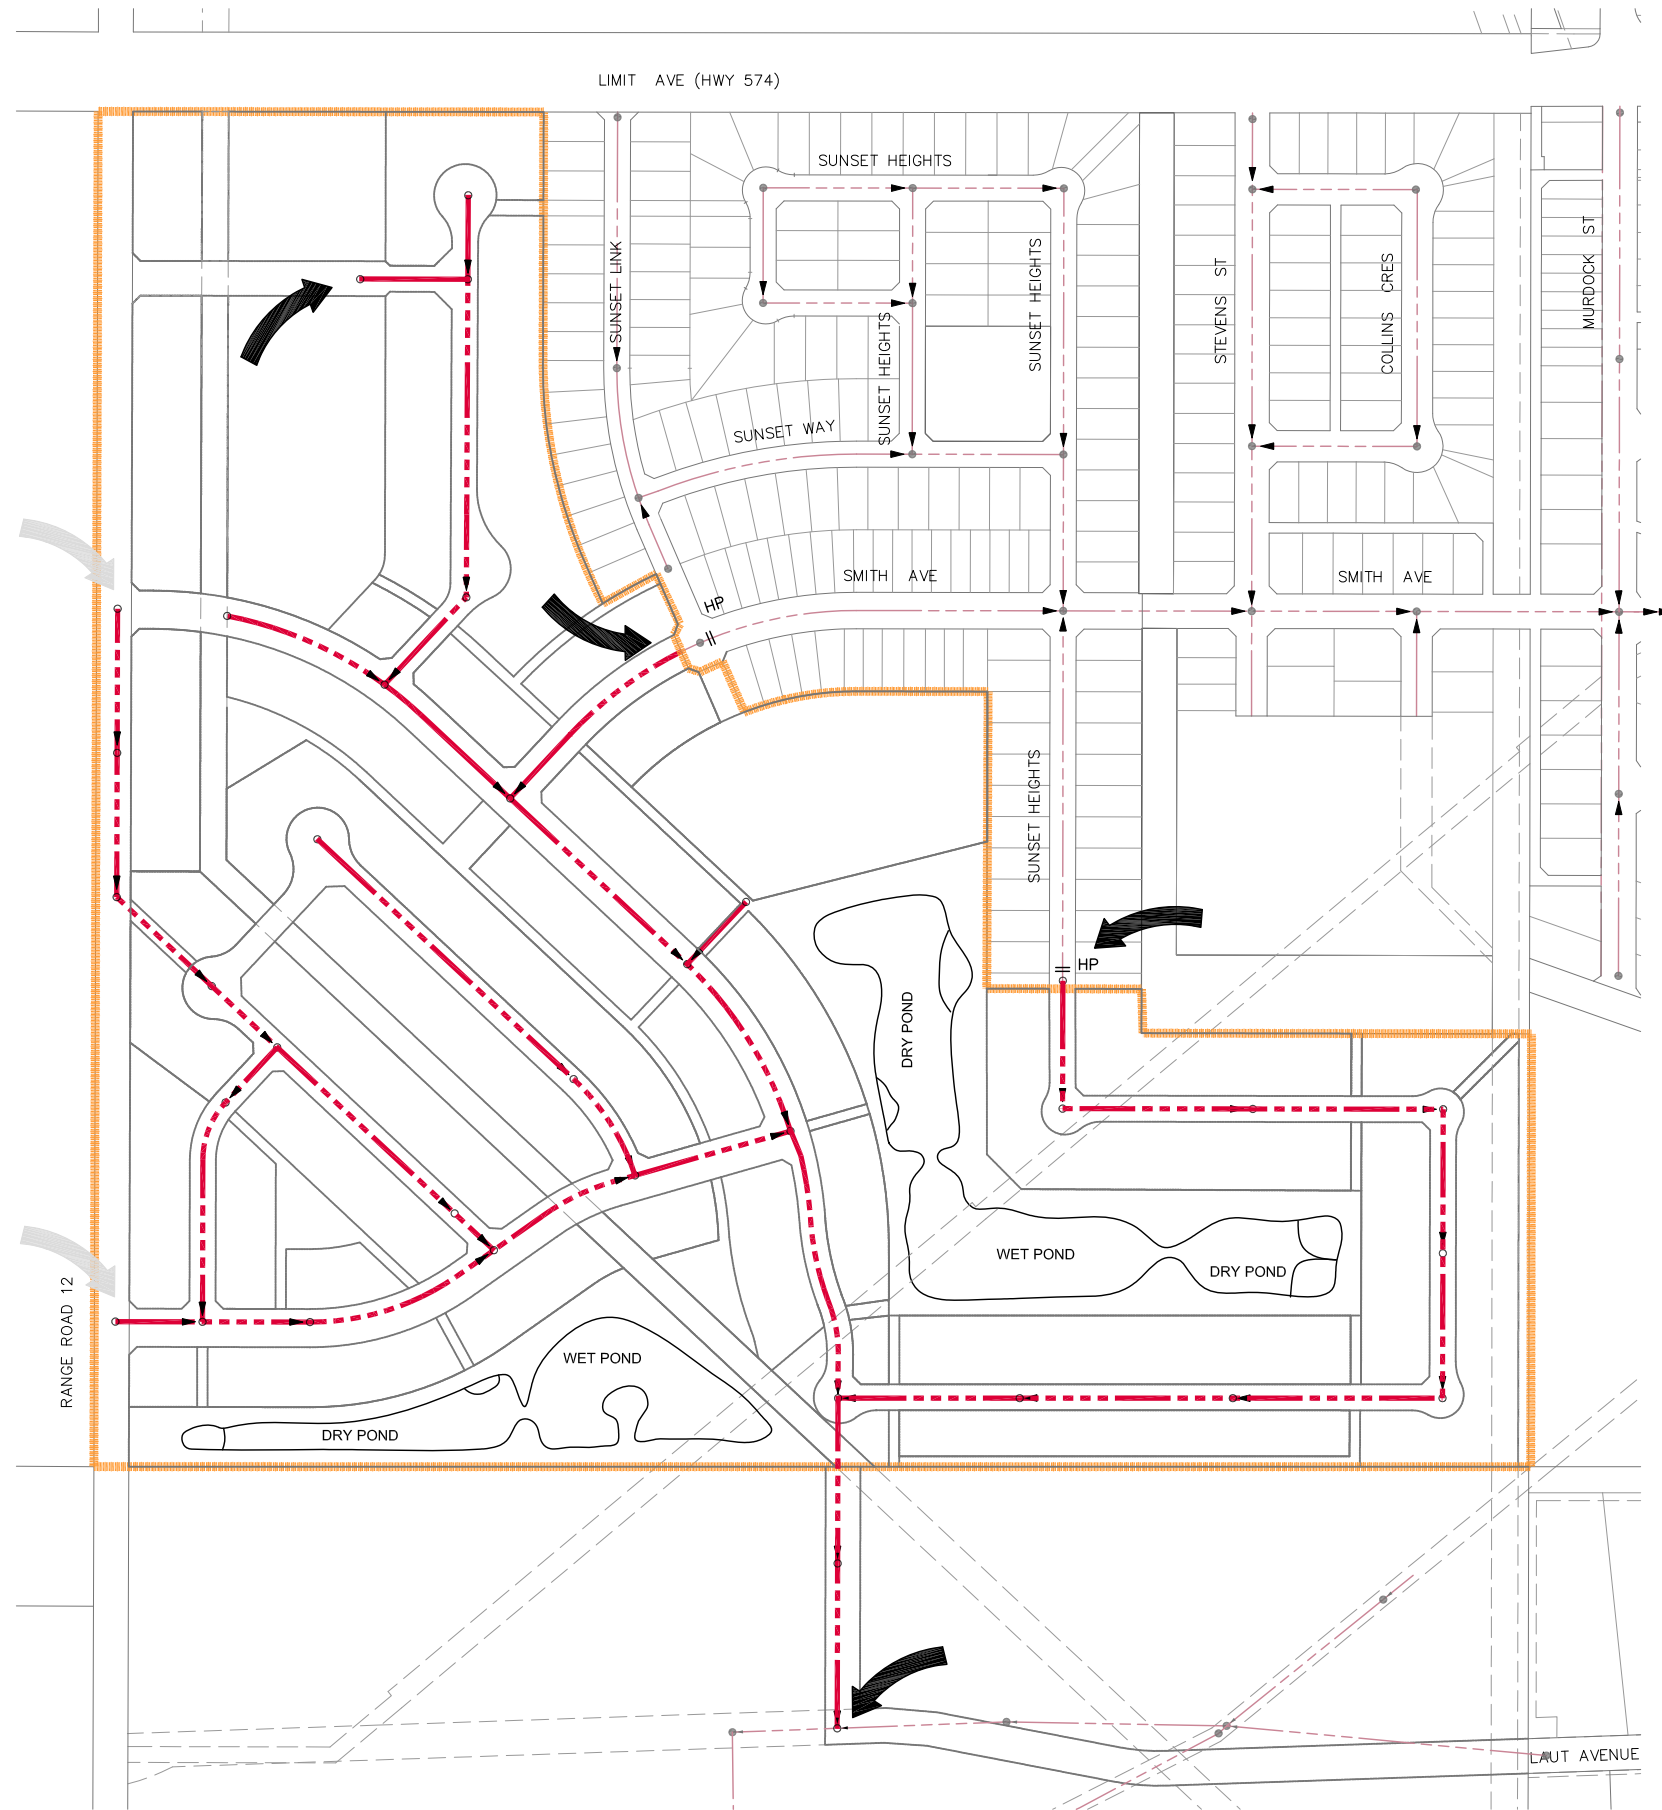 LIMIT AVE (HWY 574)
SUNSET HEIGHTS
SUNSET LINK
SUNSET HEIGHTS
SUNSET HEIGHTS
STEVENS ST
COLLINS CRES
MURDOCK ST
SUNSET WAY
SMITH AVE
SMITH AVE
HP
SUNSET HEIGHTS
HP
DRY POND
WET POND
DRY POND
RANGE ROAD 12
WET POND
DRY POND
LAUT AVENUE